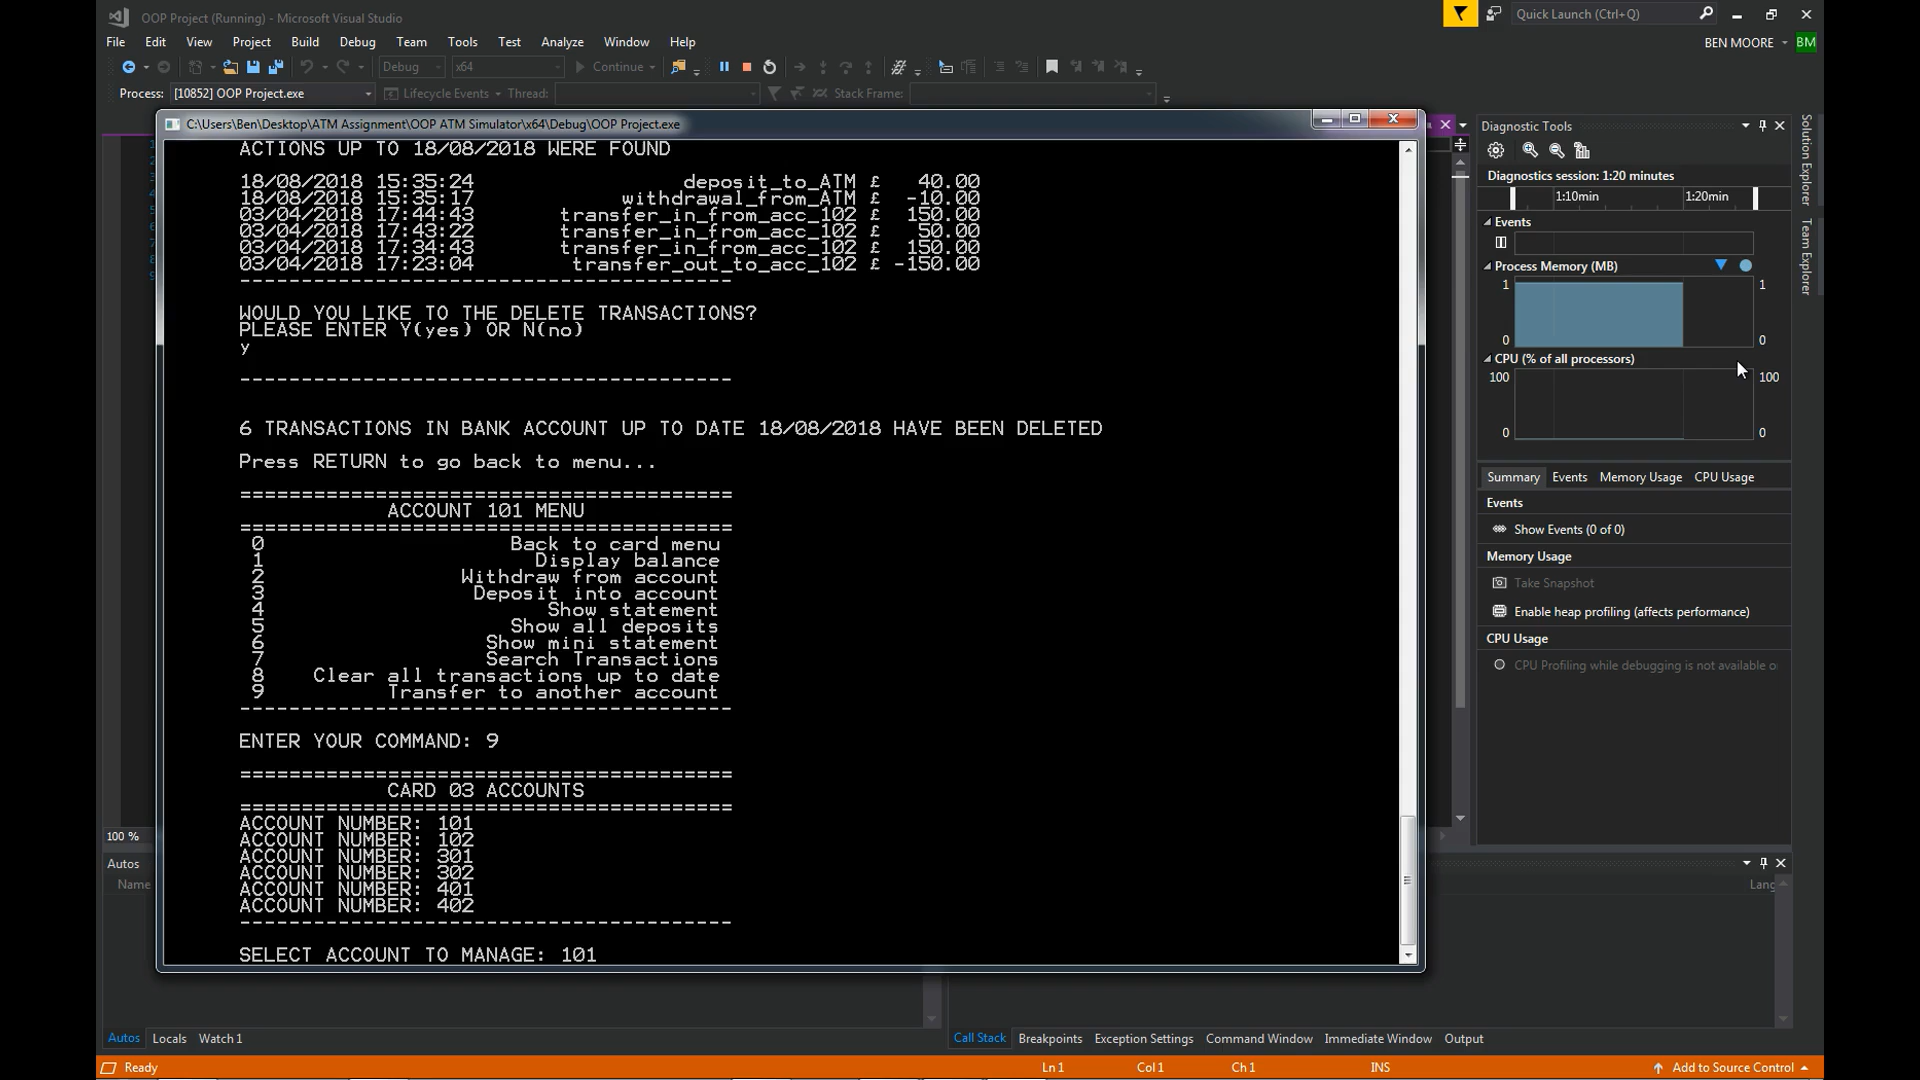 OOP Project (Running) - Microsoft Visual Studio
Quick Launch (Ctrl+Q)
File Edit View Project Build Debug Team Tools Test Analyze Window Help
BEN MOORE BM
Debug x64 Continue
Process: [10852] OOP Project.exe Lifecycle Events Thread: Stack Frame:
C:\Users\Ben\Desktop\ATM Assignment\OOP ATM Simulator\x64\Debug\OOP Project.exe
ACTIONS UP TO 18/08/2018 WERE FOUND
18/08/2018 15:35:24 deposit_to_ATM £ 40.00
18/08/2018 15:35:17 withdrawal_from_ATM £ -10.00
03/04/2018 17:44:43 transfer_in_from_acc_102 £ 150.00
03/04/2018 17:43:22 transfer_in_from_acc_102 £ 50.00
03/04/2018 17:34:43 transfer_in_from_acc_102 £ 150.00
03/04/2018 17:23:04 transfer_out_to_acc_102 £ -150.00
----------------------------------------
WOULD YOU LIKE TO THE DELETE TRANSACTIONS?
PLEASE ENTER Y(yes) OR N(no)
y
----------------------------------------
6 TRANSACTIONS IN BANK ACCOUNT UP TO DATE 18/08/2018 HAVE BEEN DELETED
Press RETURN to go back to menu...
========================================
ACCOUNT 101 MENU
========================================
0 Back to card menu
1 Display balance
2 Withdraw from account
3 Deposit into account
4 Show statement
5 Show all deposits
6 Show mini statement
7 Search Transactions
8 Clear all transactions up to date
9 Transfer to another account
----------------------------------------
ENTER YOUR COMMAND: 9
========================================
CARD 03 ACCOUNTS
========================================
ACCOUNT NUMBER: 101
ACCOUNT NUMBER: 102
ACCOUNT NUMBER: 301
ACCOUNT NUMBER: 302
ACCOUNT NUMBER: 401
ACCOUNT NUMBER: 402
----------------------------------------
SELECT ACCOUNT TO MANAGE: 101
Diagnostic Tools
Diagnostics session: 1:20 minutes
1:10min 1:20min
Events
Process Memory (MB)
1 1
0 0
CPU (% of all processors)
100 100
0 0
Summary Events Memory Usage CPU Usage
Events
Show Events (0 of 0)
Memory Usage
Take Snapshot
Enable heap profiling (affects performance)
CPU Usage
CPU Profiling while debugging is not available o
Solution Explorer
Team Explorer
100 %
Autos
Name
Lang
Autos Locals Watch 1
Call Stack Breakpoints Exception Settings Command Window Immediate Window Output
Ready Ln 1 Col 1 Ch 1 INS Add to Source Control